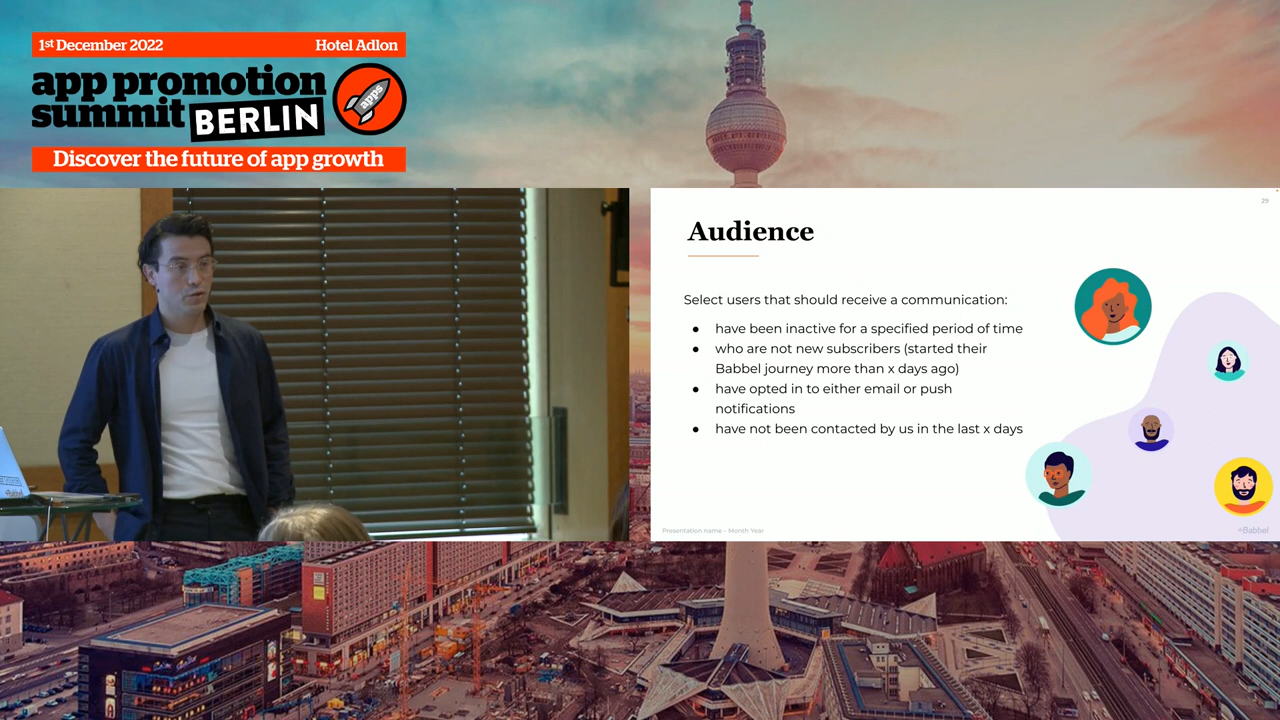 1st December 2022
Hotel Adlon
app promotion
summit BERLIN
apps
Discover the future of app growth
29
Audience
Select users that should receive a communication:
● have been inactive for a specified period of time
● who are not new subscribers (started their
Babbel journey more than x days ago)
● have opted in to either email or push
notifications
● have not been contacted by us in the last x days
Presentation name – Month Year
+Babbel